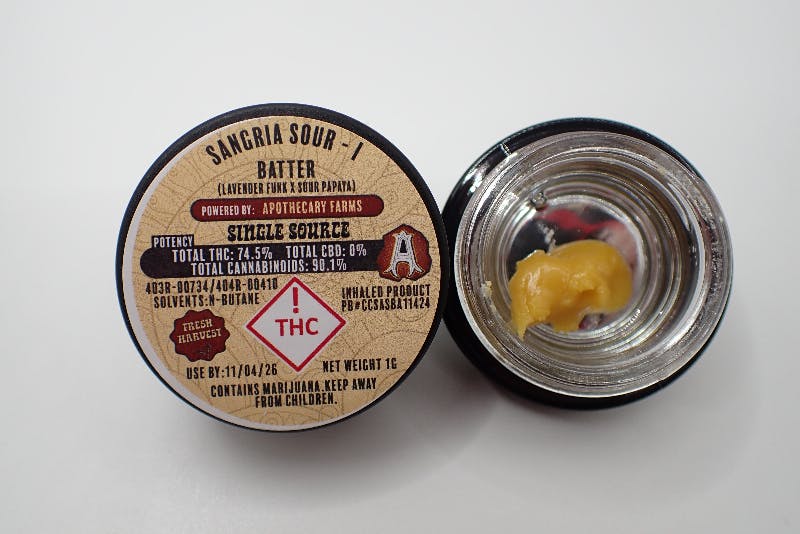 SANGRIA SOUR - I
BATTER
(LAVENDER FUNK X SOUR PAPAYA)
POWERED BY: APOTHECARY FARMS
SINGLE SOURCE
POTENCY
TOTAL THC: 74.5% TOTAL CBD: 0%
TOTAL CANNABINOIDS: 90.1%
A
403R-00734/404R-00410
SOLVENTS:N-BUTANE
INHALED PRODUCT
PB#CCSASBA11424
!
THC
FRESH
HARVEST
USE BY:11/04/26
NET WEIGHT 1G
CONTAINS MARIJUANA.KEEP AWAY
FROM CHILDREN.